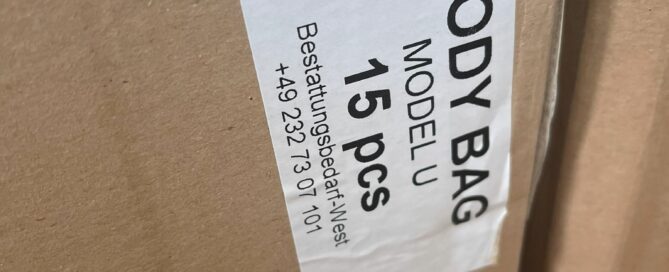 ODY BAG
MODEL U
15 pcs
Bestattungsbedarf-West
+49 232 73 07 101